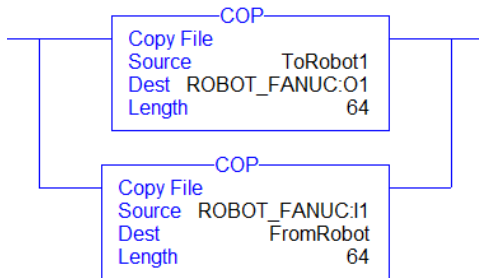 COP
Copy File
Source ToRobot1
Dest ROBOT_FANUC:O1
Length 64
COP
Copy File
Source ROBOT_FANUC:I1
Dest FromRobot
Length 64